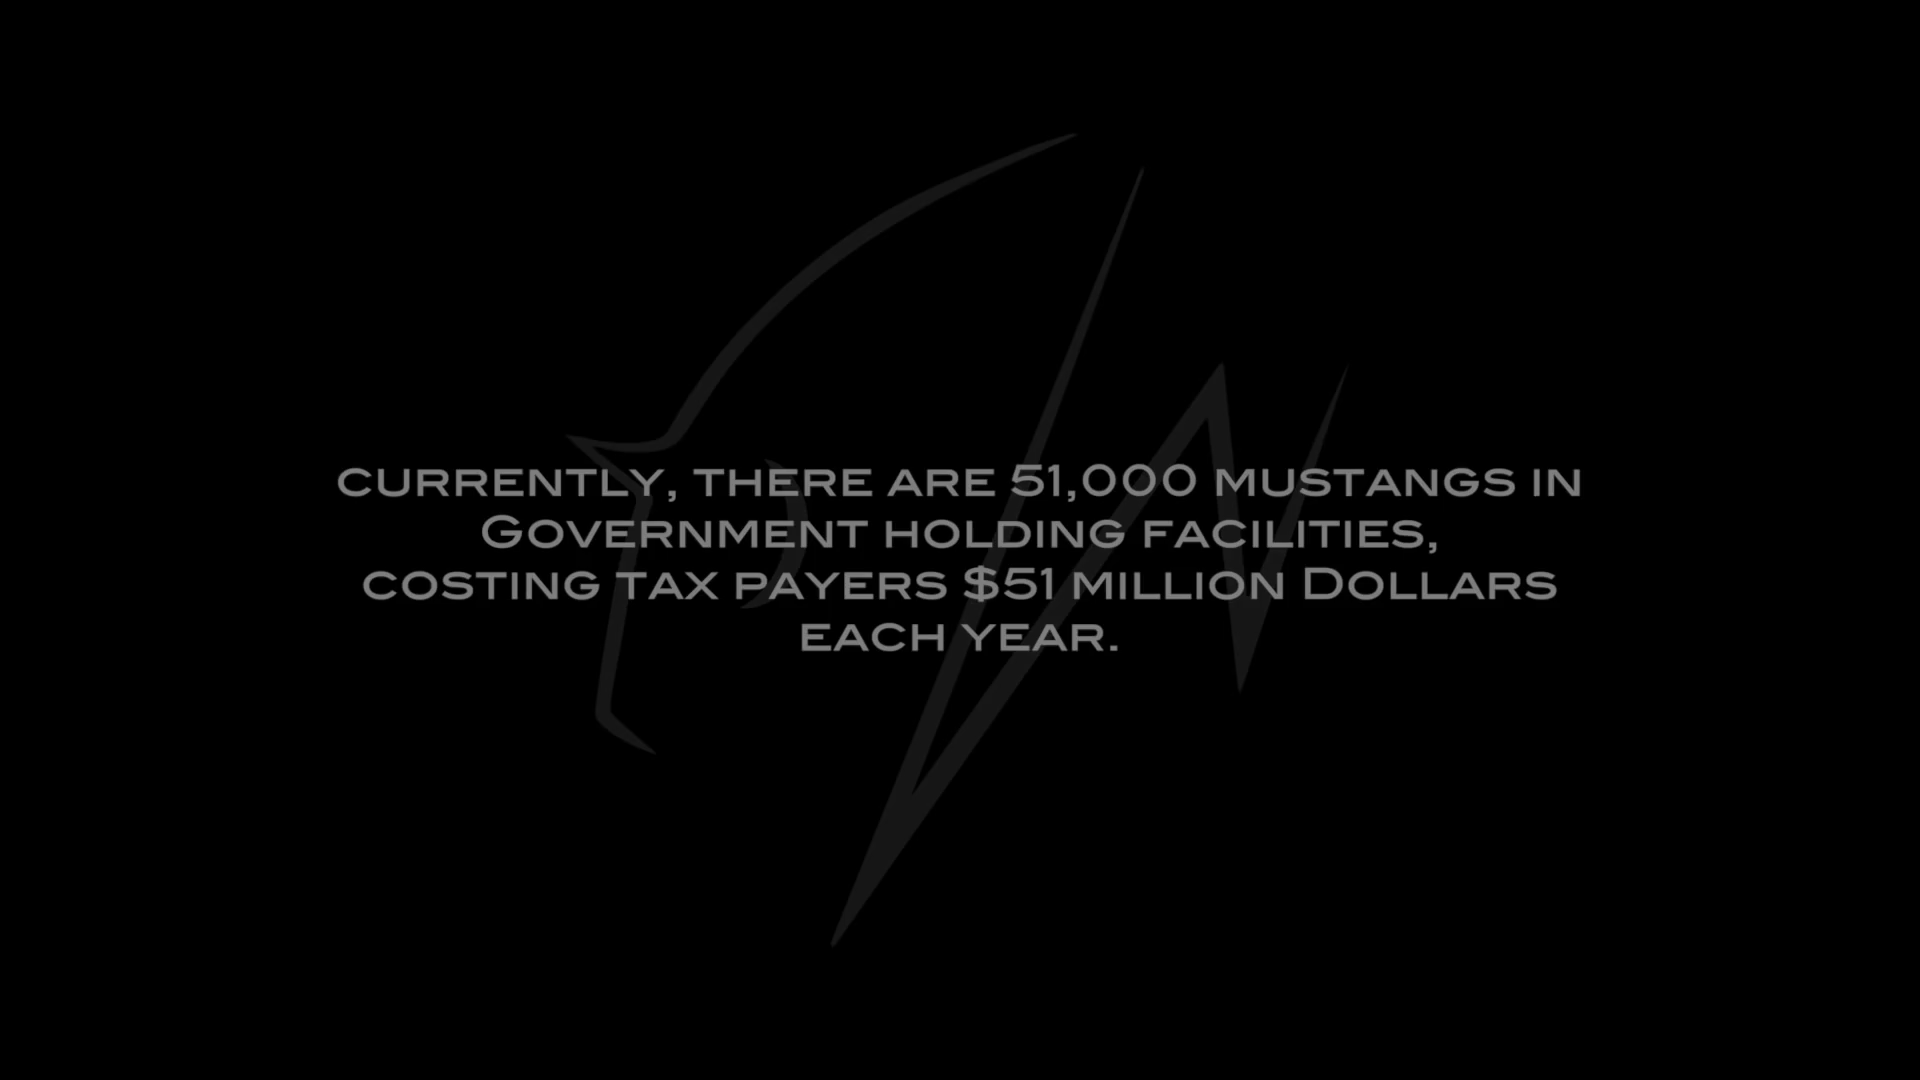 currently, there are 51,000 mustangs in
Government holding facilities,
costing tax payers $51 million Dollars
each year.